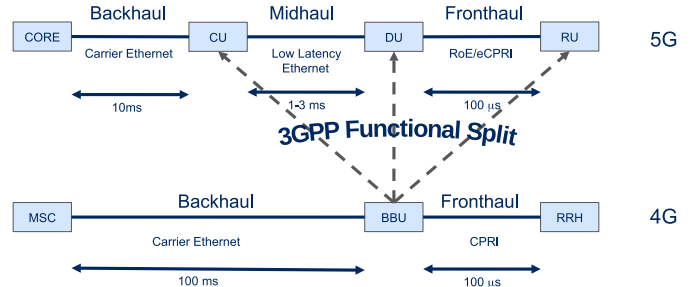 Backhaul Midhaul Fronthaul
CORE CU DU RU 5G
Carrier Ethernet Low Latency RoE/eCPRI
Ethernet
10ms 1-3 ms 100 µs
3GPP Functional Split
Backhaul Fronthaul
MSC BBU RRH 4G
Carrier Ethernet CPRI
100 ms 100 µs